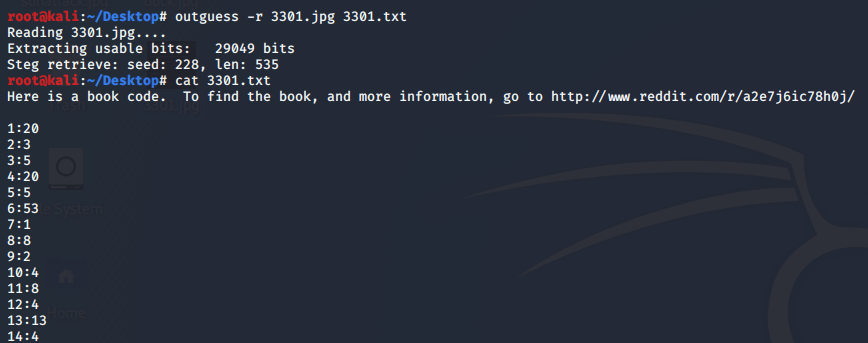 root@kali:~/Desktop# outguess -r 3301.jpg 3301.txt
Reading 3301.jpg....
Extracting usable bits:   29049 bits
Steg retrieve: seed: 228, len: 535
root@kali:~/Desktop# cat 3301.txt
Here is a book code.  To find the book, and more information, go to http://www.reddit.com/r/a2e7j6ic78h0j/

1:20
2:3
3:5
4:20
5:5
6:53
7:1
8:8
9:2
10:4
11:8
12:4
13:13
14:4
Home